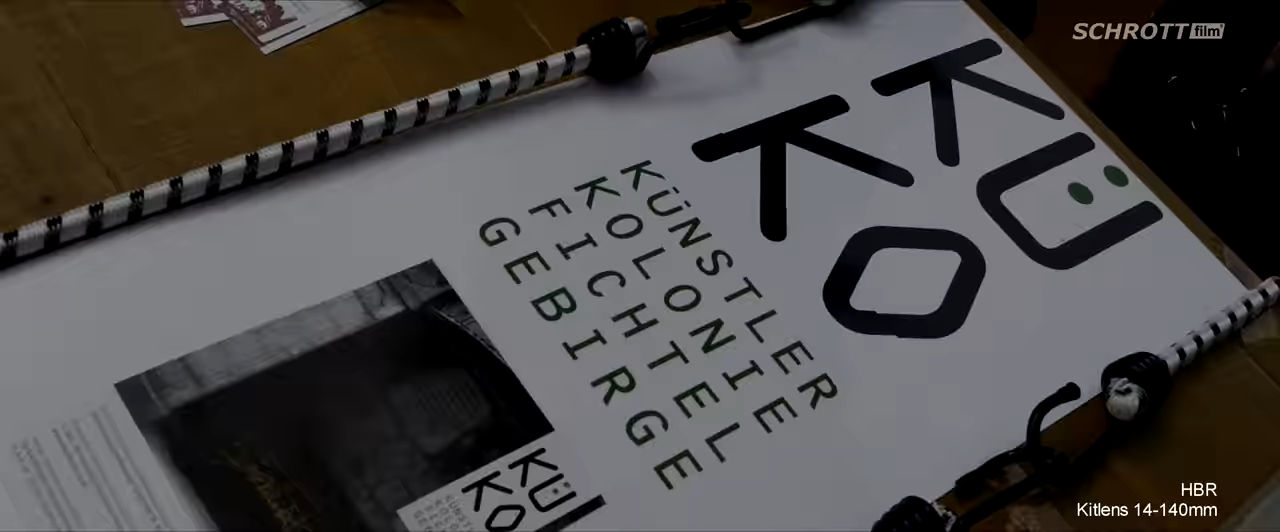 SCHROTT film
KÜ
KO
KÜNSTLER
KOLONIE
FICHTEL
GEBIRGE
KÜ
KO
HBR
Kitlens 14-140mm